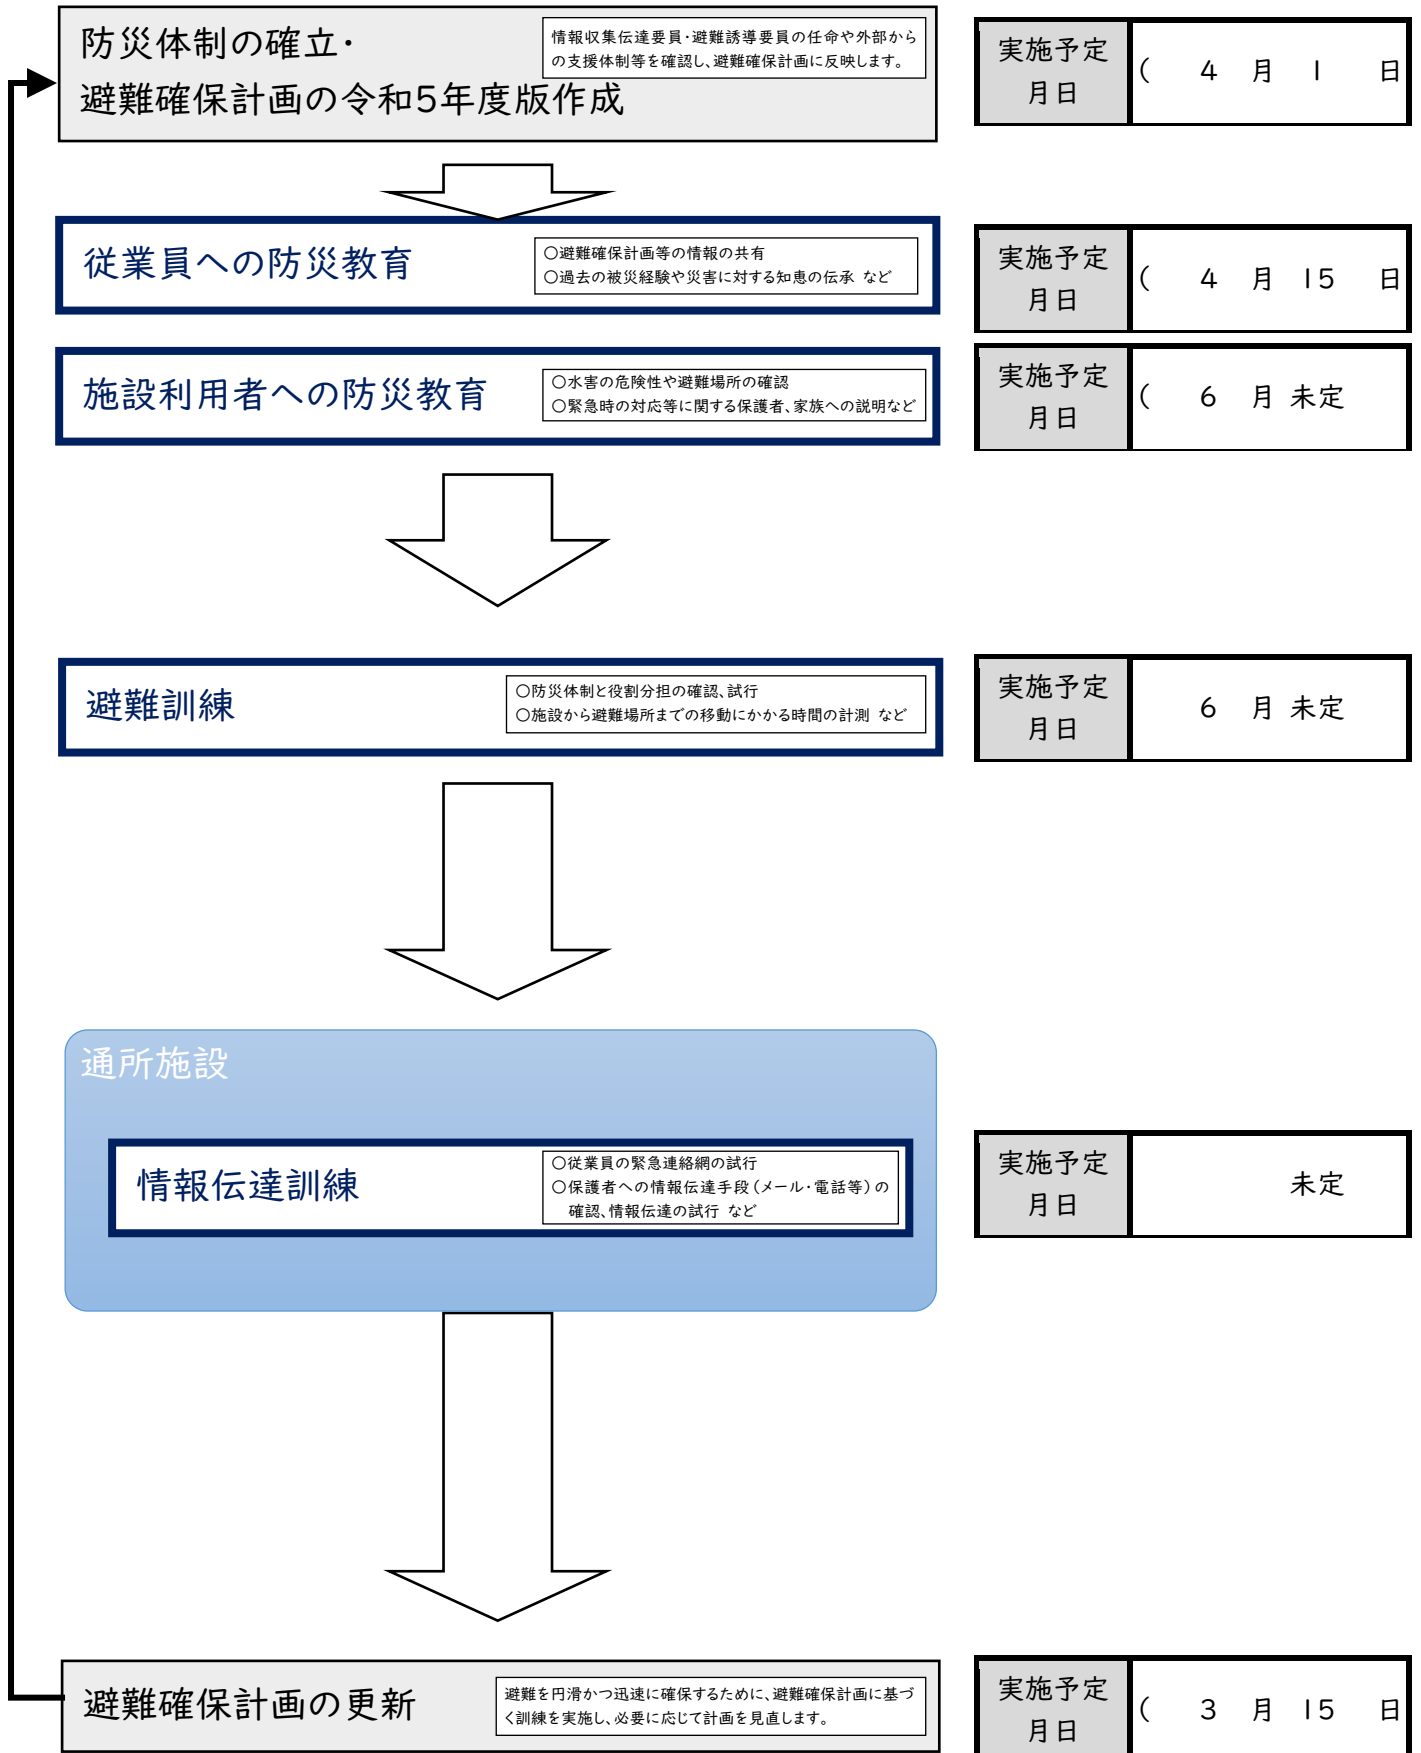 防災体制の確立・
避難確保計画の令和5年度版作成
情報収集伝達要員・避難誘導要員の任命や外部から
の支援体制等を確認し、避難確保計画に反映します。
実施予定
月日
( 4 月 1 日
従業員への防災教育
○避難確保計画等の情報の共有
○過去の被災経験や災害に対する知恵の伝承 など
実施予定
月日
( 4 月 15 日
施設利用者への防災教育
○水害の危険性や避難場所の確認
○緊急時の対応等に関する保護者、家族への説明など
実施予定
月日
( 6 月 未定
避難訓練
○防災体制と役割分担の確認、試行
○施設から避難場所までの移動にかかる時間の計測 など
実施予定
月日
6 月 未定
通所施設
情報伝達訓練
○従業員の緊急連絡網の試行
○保護者への情報伝達手段(メール・電話等)の
確認、情報伝達の試行 など
実施予定
月日
未定
避難確保計画の更新
避難を円滑かつ迅速に確保するために、避難確保計画に基づ
く訓練を実施し、必要に応じて計画を見直します。
実施予定
月日
( 3 月 15 日